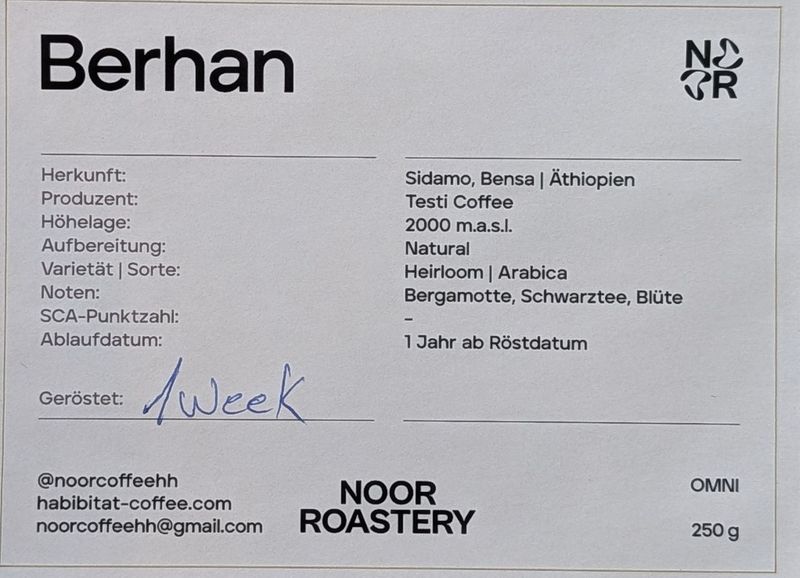 Berhan
NOOR
Herkunft: Sidamo, Bensa | Äthiopien
Produzent: Testi Coffee
Höhelage: 2000 m.a.s.l.
Aufbereitung: Natural
Varietät | Sorte: Heirloom | Arabica
Noten: Bergamotte, Schwarztee, Blüte
SCA-Punktzahl: –
Ablaufdatum: 1 Jahr ab Röstdatum
Geröstet: 1 Week
@noorcoffeehh
habibitat-coffee.com
noorcoffeehh@gmail.com
NOOR
ROASTERY
OMNI
250 g